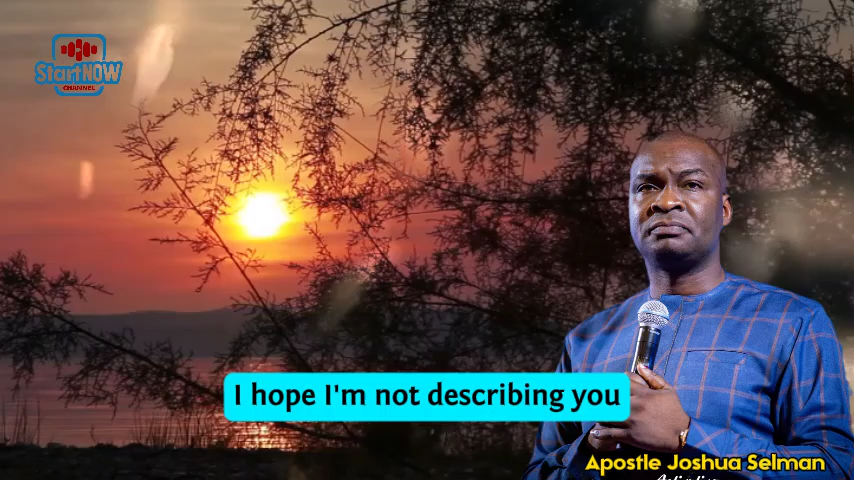 StartNOW
CHANNEL
I hope I'm not describing you
Apostle Joshua Selman